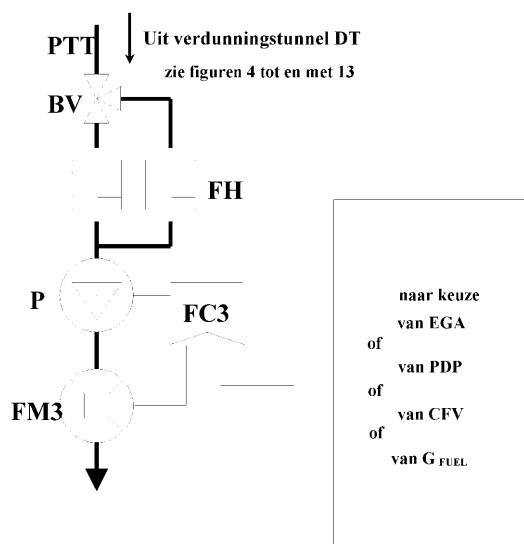 PTT
Uit verdunningstunnel DT
zie figuren 4 tot en met 13
BV
FH
P
FC3
FM3
naar keuze
van EGA
of
van PDP
of
van CFV
of
van G FUEL